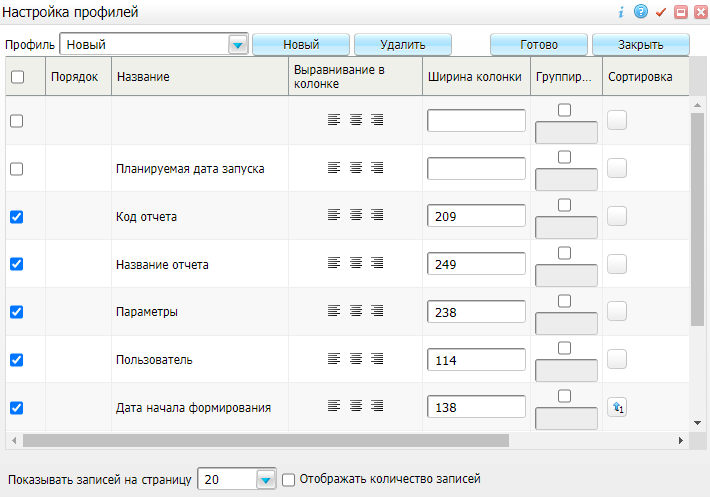 Настройка профилей
Профиль Новый Новый Удалить Готово Закрыть
Порядок Название Выравнивание в Ширина колонки Группир... Сортировка
колонке
Планируемая дата запуска
Код отчета 209
Название отчета 249
Параметры 238
Пользователь 114
Дата начала формирования 138 1
Показывать записей на страницу 20 Отображать количество записей